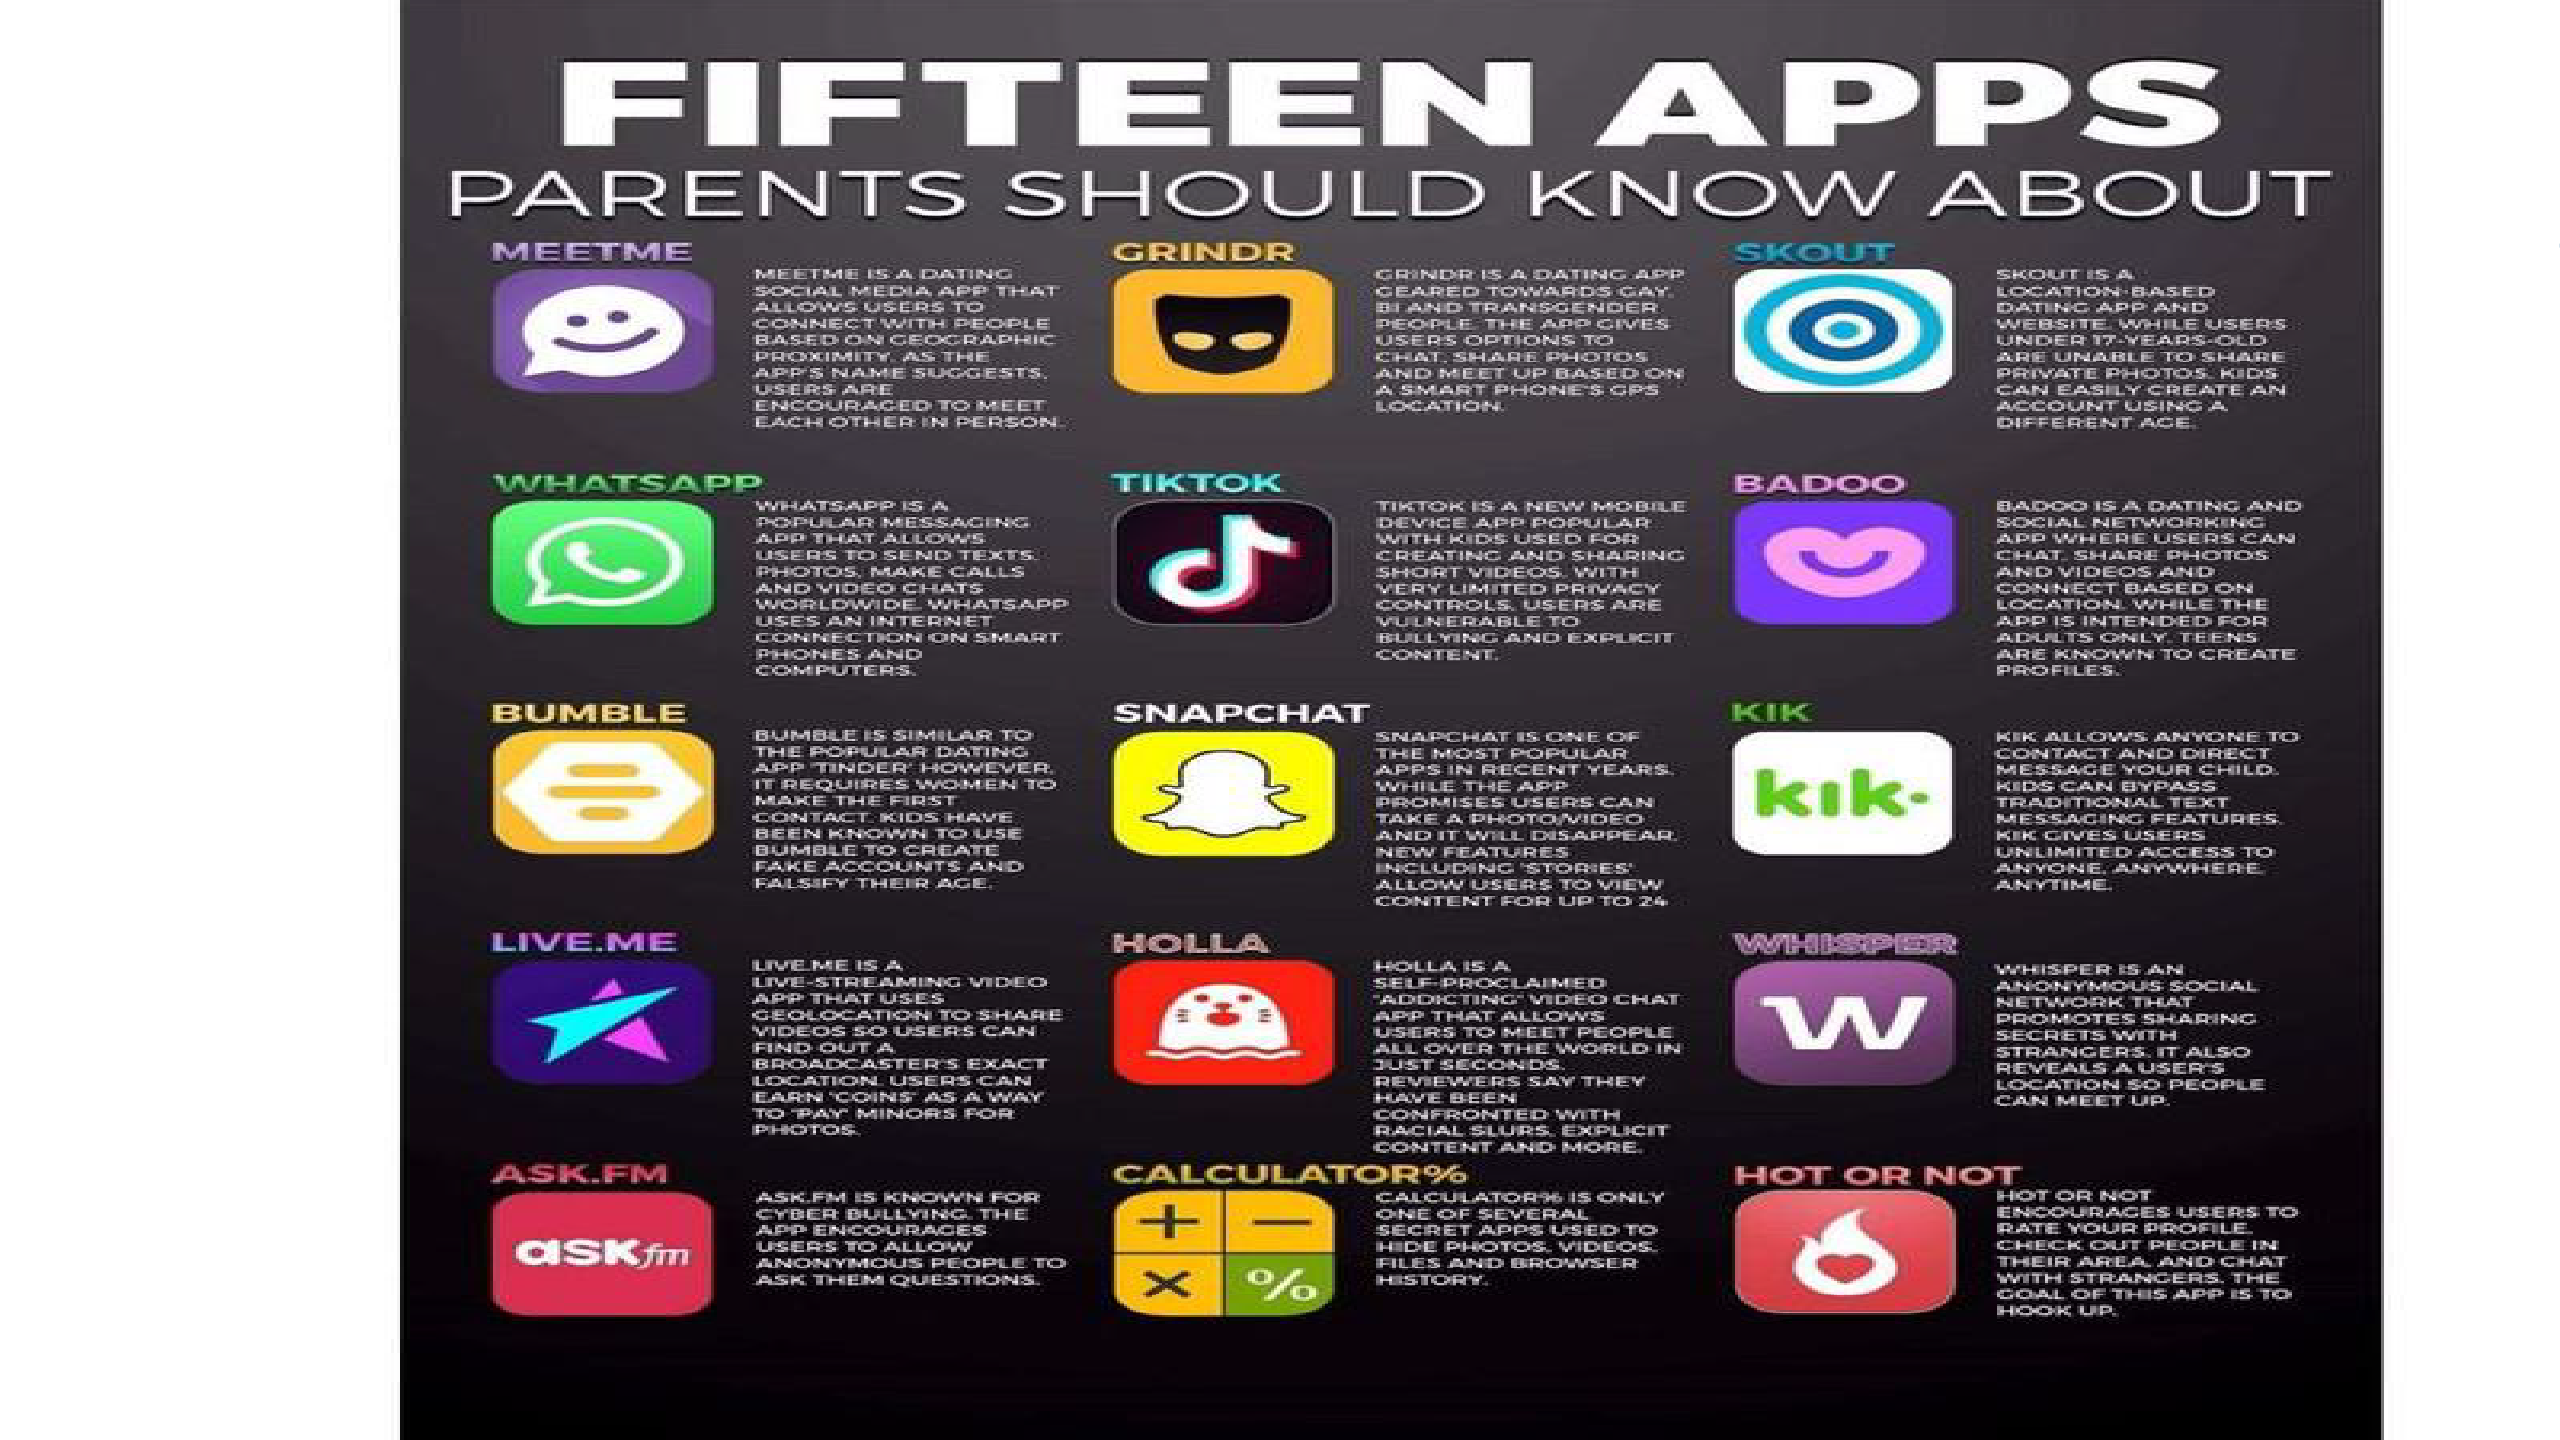 FIFTEEN APPS
PARENTS SHOULD KNOW ABOUT
MEETME
MEETME IS A DATING
SOCIAL MEDIA APP THAT
ALLOWS USERS TO
CONNECT WITH PEOPLE
BASED ON GEOGRAPHIC
PROXIMITY. AS THE
APP'S NAME SUGGESTS,
USERS ARE
ENCOURAGED TO MEET
EACH OTHER IN PERSON.
GRINDR
GRINDR IS A DATING APP
GEARED TOWARDS GAY,
BI AND TRANSGENDER
PEOPLE. THE APP GIVES
USERS OPTIONS TO
CHAT, SHARE PHOTOS
AND MEET UP BASED ON
A SMART PHONE'S GPS
LOCATION.
SKOUT
SKOUT IS A
LOCATION-BASED
DATING APP AND
WEBSITE. WHILE USERS
UNDER 17-YEARS-OLD
ARE UNABLE TO SHARE
PRIVATE PHOTOS, KIDS
CAN EASILY CREATE AN
ACCOUNT USING A
DIFFERENT AGE.
WHATSAPP
WHATSAPP IS A
POPULAR MESSAGING
APP THAT ALLOWS
USERS TO SEND TEXTS,
PHOTOS, MAKE CALLS
AND VIDEO CHATS
WORLDWIDE. WHATSAPP
USES AN INTERNET
CONNECTION ON SMART
PHONES AND
COMPUTERS.
TIKTOK
TIKTOK IS A NEW MOBILE
DEVICE APP POPULAR
WITH KIDS USED FOR
CREATING AND SHARING
SHORT VIDEOS. WITH
VERY LIMITED PRIVACY
CONTROLS, USERS ARE
VULNERABLE TO
BULLYING AND EXPLICIT
CONTENT.
BADOO
BADOO IS A DATING AND
SOCIAL NETWORKING
APP WHERE USERS CAN
CHAT, SHARE PHOTOS
AND VIDEOS AND
CONNECT BASED ON
LOCATION. WHILE THE
APP IS INTENDED FOR
ADULTS ONLY, TEENS
ARE KNOWN TO CREATE
PROFILES.
BUMBLE
BUMBLE IS SIMILAR TO
THE POPULAR DATING
APP 'TINDER' HOWEVER,
IT REQUIRES WOMEN TO
MAKE THE FIRST
CONTACT. KIDS HAVE
BEEN KNOWN TO USE
BUMBLE TO CREATE
FAKE ACCOUNTS AND
FALSIFY THEIR AGE.
SNAPCHAT
SNAPCHAT IS ONE OF
THE MOST POPULAR
APPS IN RECENT YEARS.
WHILE THE APP
PROMISES USERS CAN
TAKE A PHOTO/VIDEO
AND IT WILL DISAPPEAR,
NEW FEATURES
INCLUDING 'STORIES'
ALLOW USERS TO VIEW
CONTENT FOR UP TO 24
KIK
kik.
KIK ALLOWS ANYONE TO
CONTACT AND DIRECT
MESSAGE YOUR CHILD.
KIDS CAN BYPASS
TRADITIONAL TEXT
MESSAGING FEATURES.
KIK GIVES USERS
UNLIMITED ACCESS TO
ANYONE, ANYWHERE,
ANYTIME.
LIVE.ME
LIVE.ME IS A
LIVE-STREAMING VIDEO
APP THAT USES
GEOLOCATION TO SHARE
VIDEOS SO USERS CAN
FIND OUT A
BROADCASTER'S EXACT
LOCATION. USERS CAN
EARN 'COINS' AS A WAY
TO 'PAY' MINORS FOR
PHOTOS.
HOLLA
HOLLA IS A
SELF-PROCLAIMED
'ADDICTING' VIDEO CHAT
APP THAT ALLOWS
USERS TO MEET PEOPLE
ALL OVER THE WORLD IN
JUST SECONDS.
REVIEWERS SAY THEY
HAVE BEEN
CONFRONTED WITH
RACIAL SLURS, EXPLICIT
CONTENT AND MORE.
WHISPER
W
WHISPER IS AN
ANONYMOUS SOCIAL
NETWORK THAT
PROMOTES SHARING
SECRETS WITH
STRANGERS. IT ALSO
REVEALS A USER'S
LOCATION SO PEOPLE
CAN MEET UP.
ASK.FM
ASKfm
ASK.FM IS KNOWN FOR
CYBER BULLYING. THE
APP ENCOURAGES
USERS TO ALLOW
ANONYMOUS PEOPLE TO
ASK THEM QUESTIONS.
CALCULATOR%
+ −
× %
CALCULATOR% IS ONLY
ONE OF SEVERAL
SECRET APPS USED TO
HIDE PHOTOS, VIDEOS,
FILES AND BROWSER
HISTORY.
HOT OR NOT
HOT OR NOT
ENCOURAGES USERS TO
RATE YOUR PROFILE,
CHECK OUT PEOPLE IN
THEIR AREA, AND CHAT
WITH STRANGERS. THE
GOAL OF THIS APP IS TO
HOOK UP.